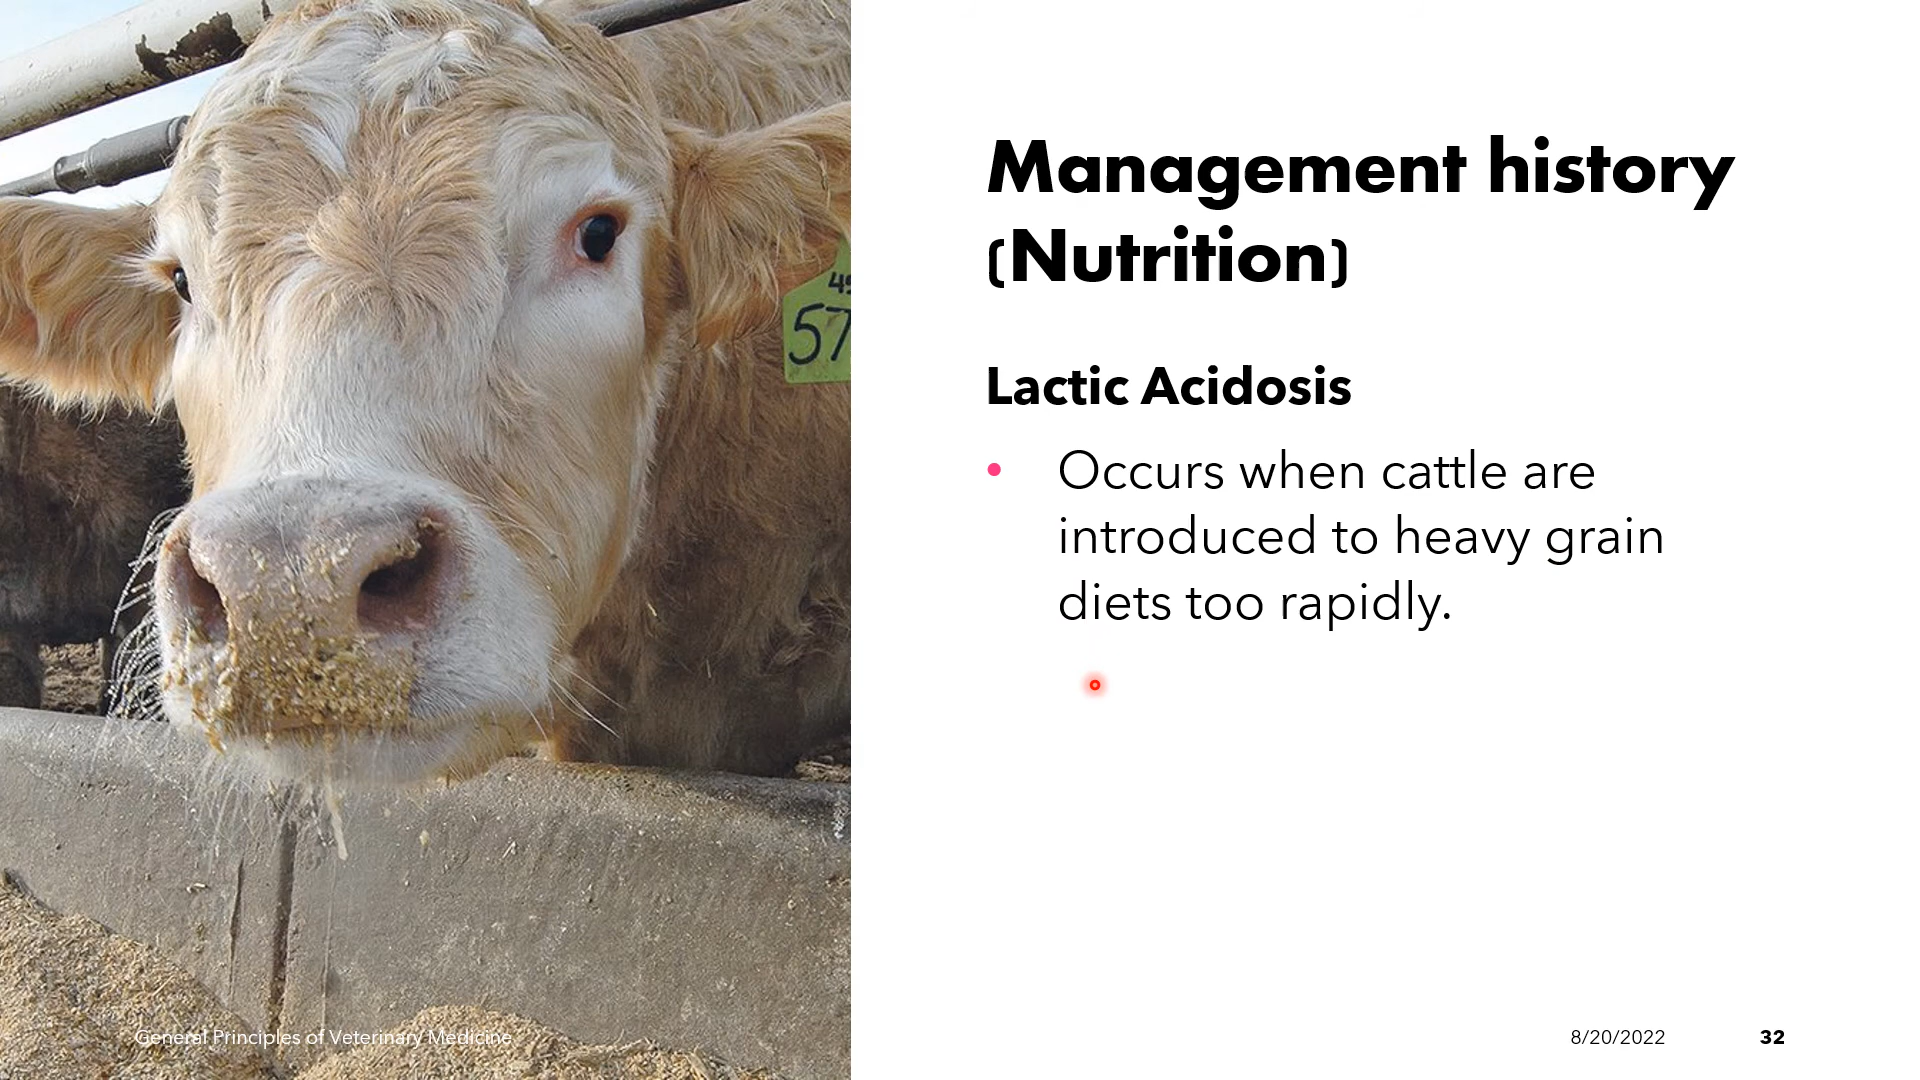 Management history
(Nutrition)
Lactic Acidosis
• Occurs when cattle are
introduced to heavy grain
diets too rapidly.
57
General Principles of Veterinary Medicine
8/20/2022
32